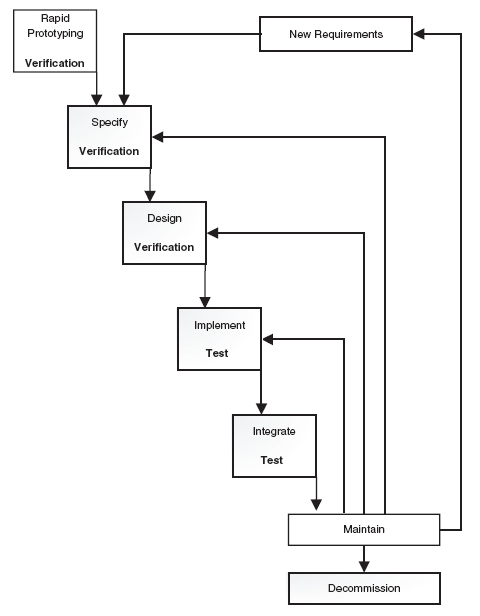 Rapid
Prototyping
Verification
New Requirements
Specify
Verification
Design
Verification
Implement
Test
Integrate
Test
Maintain
Decommission